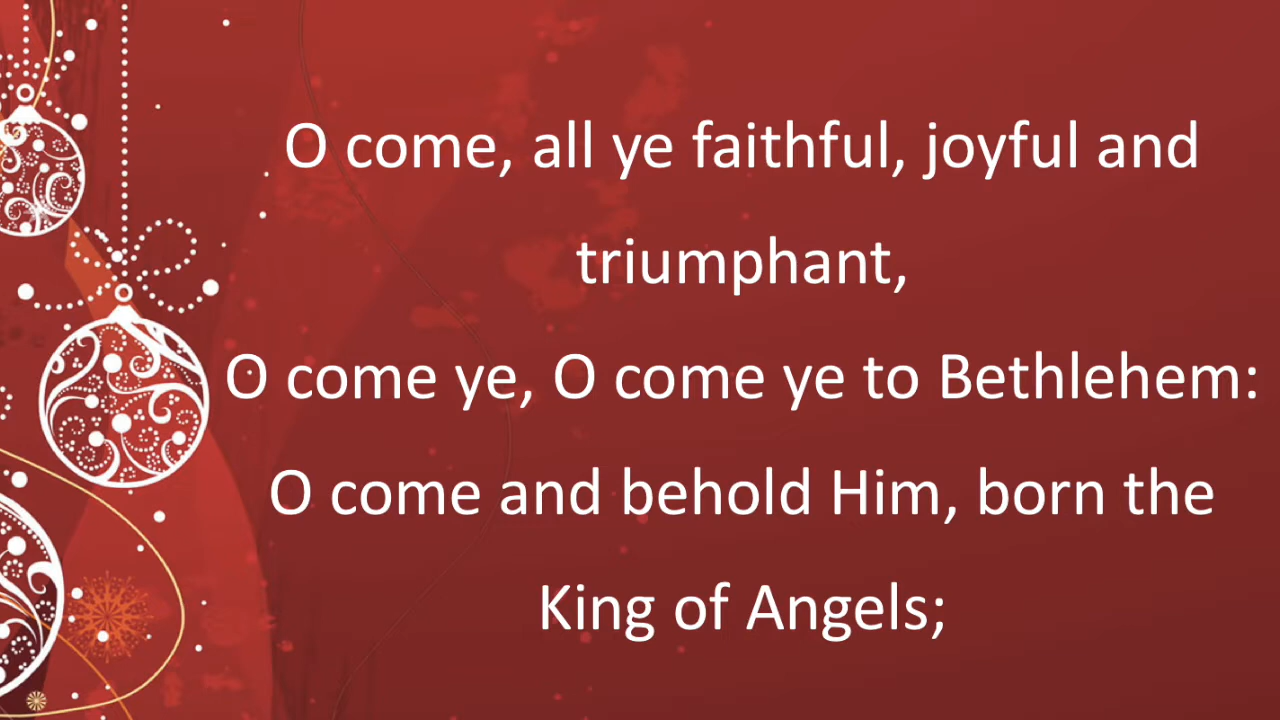 O come, all ye faithful, joyful and
triumphant,
O come ye, O come ye to Bethlehem:
O come and behold Him, born the
King of Angels;